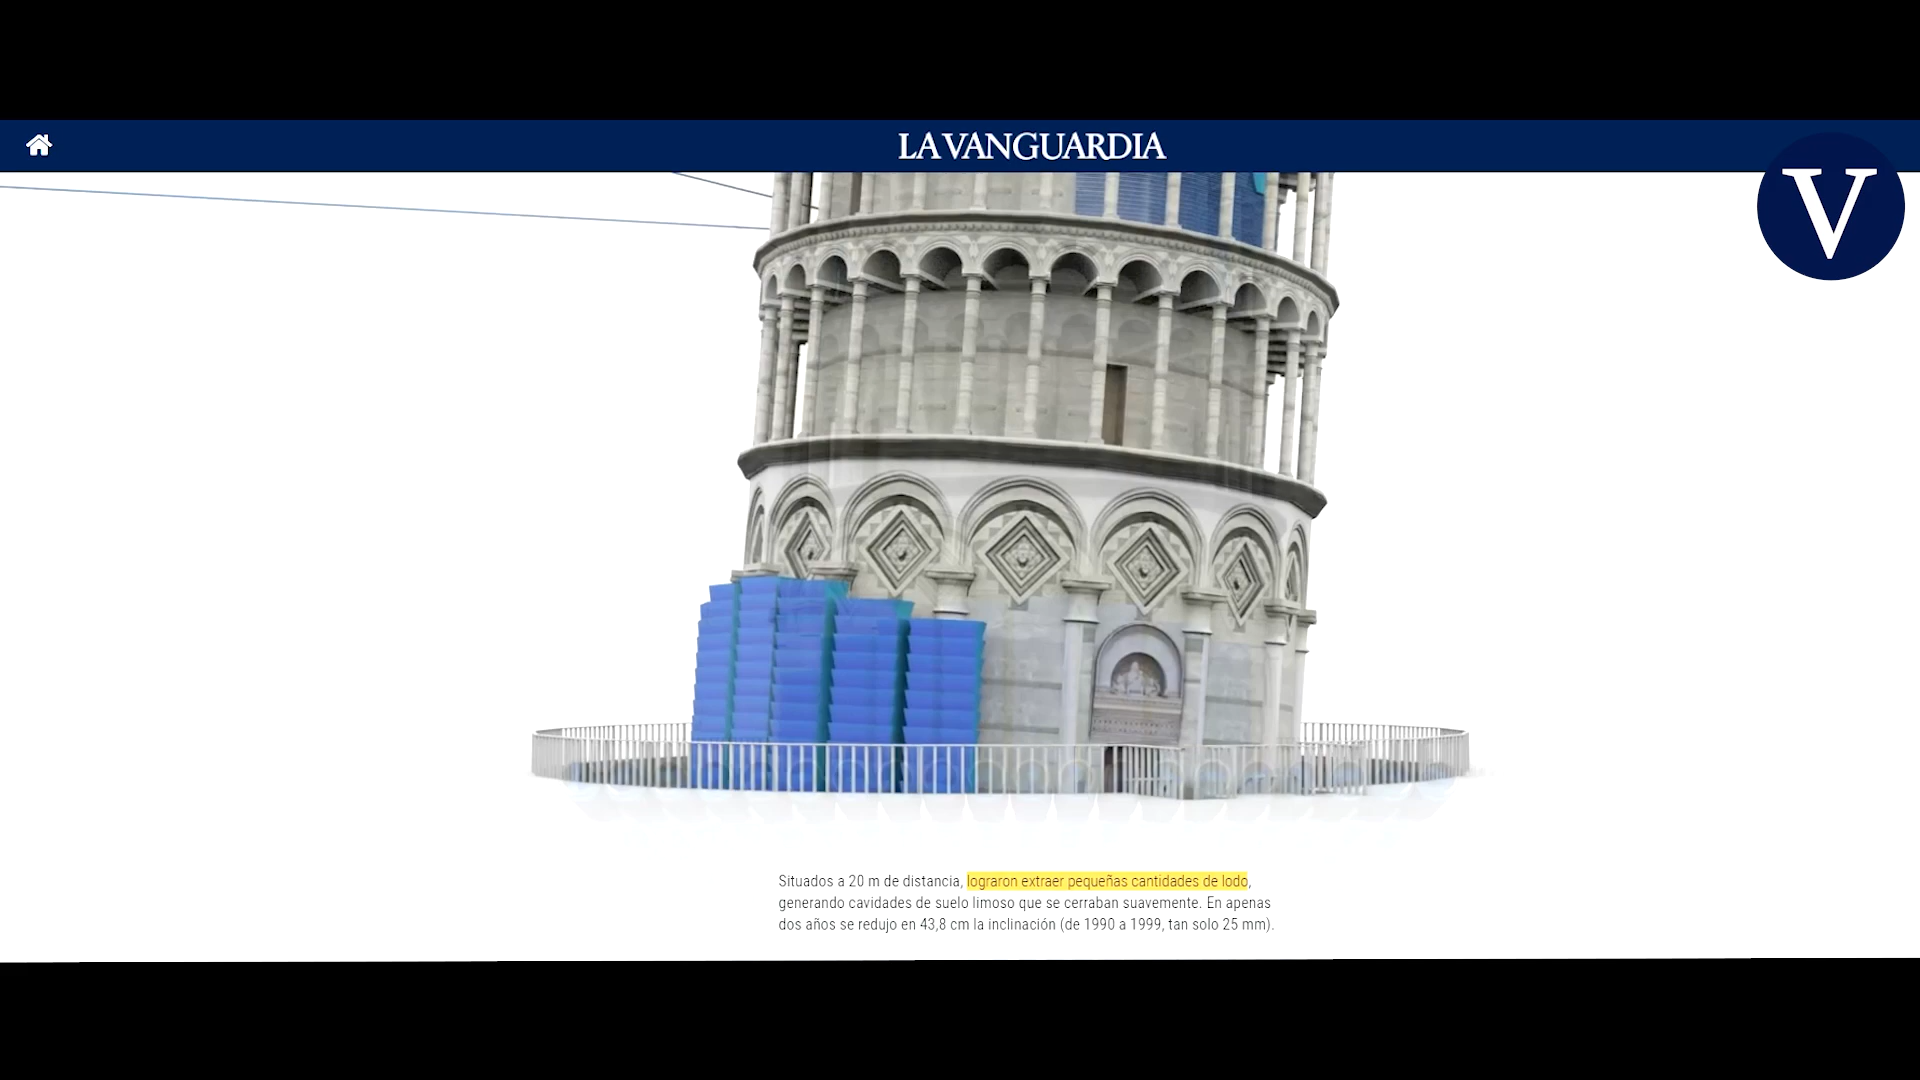 LA VANGUARDIA
V
Situados a 20 m de distancia, lograron extraer pequeñas cantidades de lodo,
generando cavidades de suelo limoso que se cerraban suavemente. En apenas
dos años se redujo en 43,8 cm la inclinación (de 1990 a 1999, tan solo 25 mm).